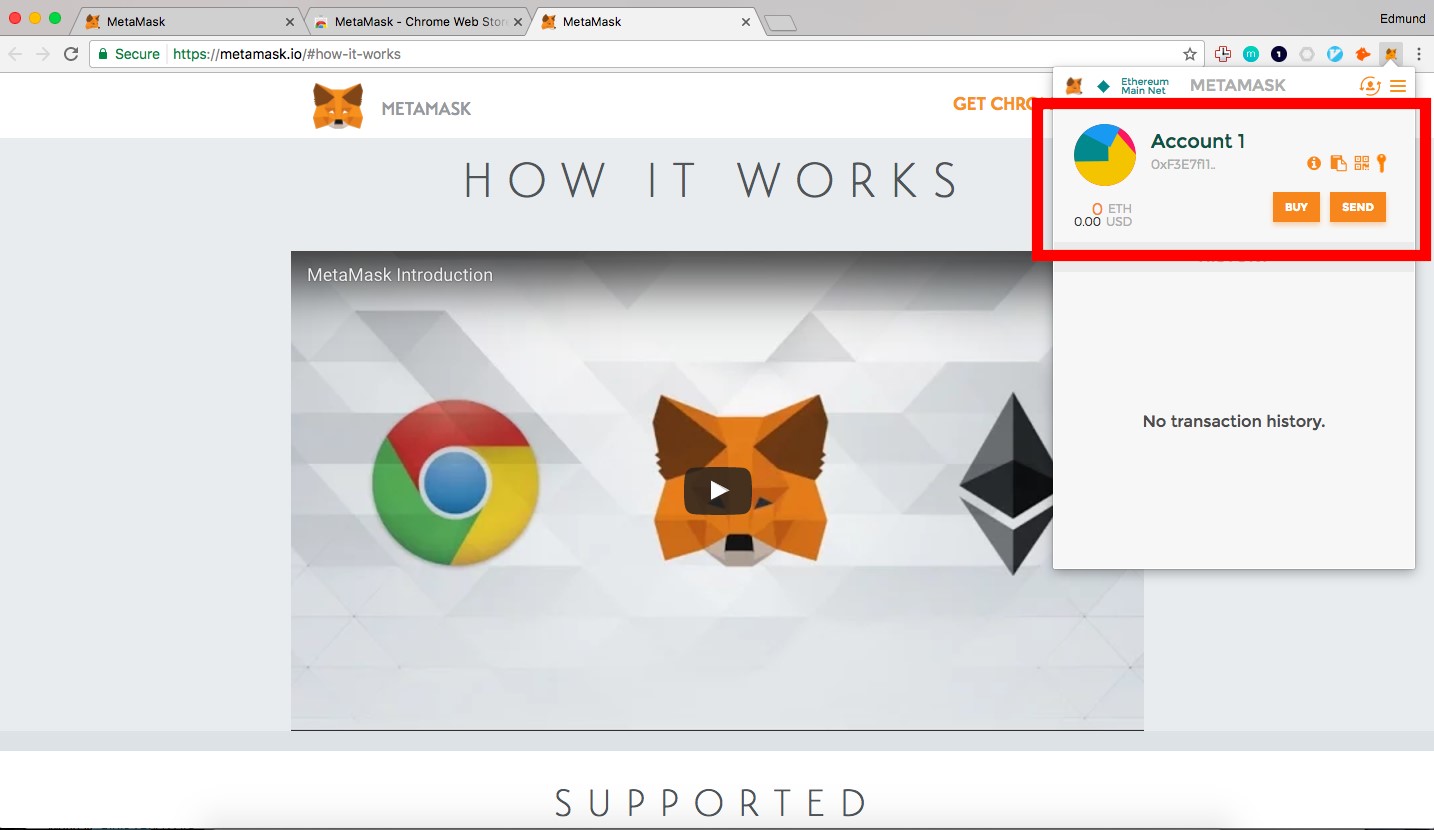 MetaMask
MetaMask - Chrome Web Stor
MetaMask
Edmund
Secure
https://metamask.io/#how-it-works
METAMASK
GET CHRO
Ethereum
Main Net
METAMASK
Account 1
0xF3E7f11...
0 ETH
0.00 USD
BUY
SEND
No transaction history.
HOW IT WORKS
MetaMask Introduction
SUPPORTED